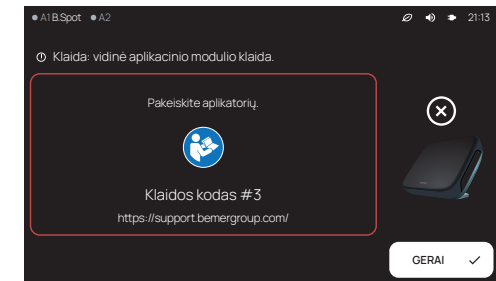 A1 B.Spot A2 21:13
Klaida: vidinė aplikacinio modulio klaida.
Pakeiskite aplikatorių.
Klaidos kodas #3
https://support.bemergroup.com/
GERAI